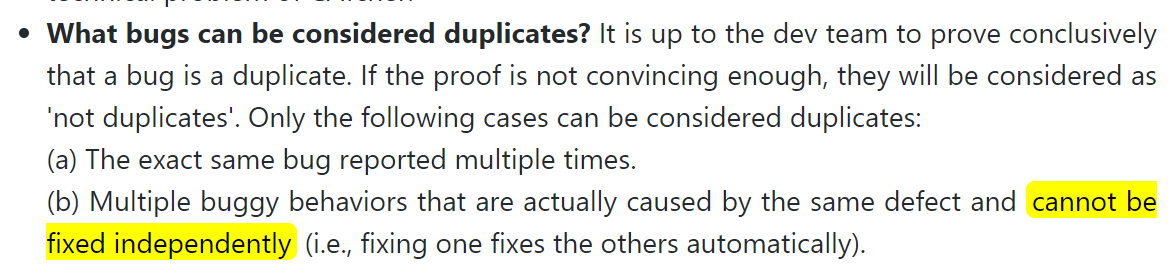 • What bugs can be considered duplicates? It is up to the dev team to prove conclusively
that a bug is a duplicate. If the proof is not convincing enough, they will be considered as
'not duplicates'. Only the following cases can be considered duplicates:
(a) The exact same bug reported multiple times.
(b) Multiple buggy behaviors that are actually caused by the same defect and cannot be
fixed independently (i.e., fixing one fixes the others automatically).